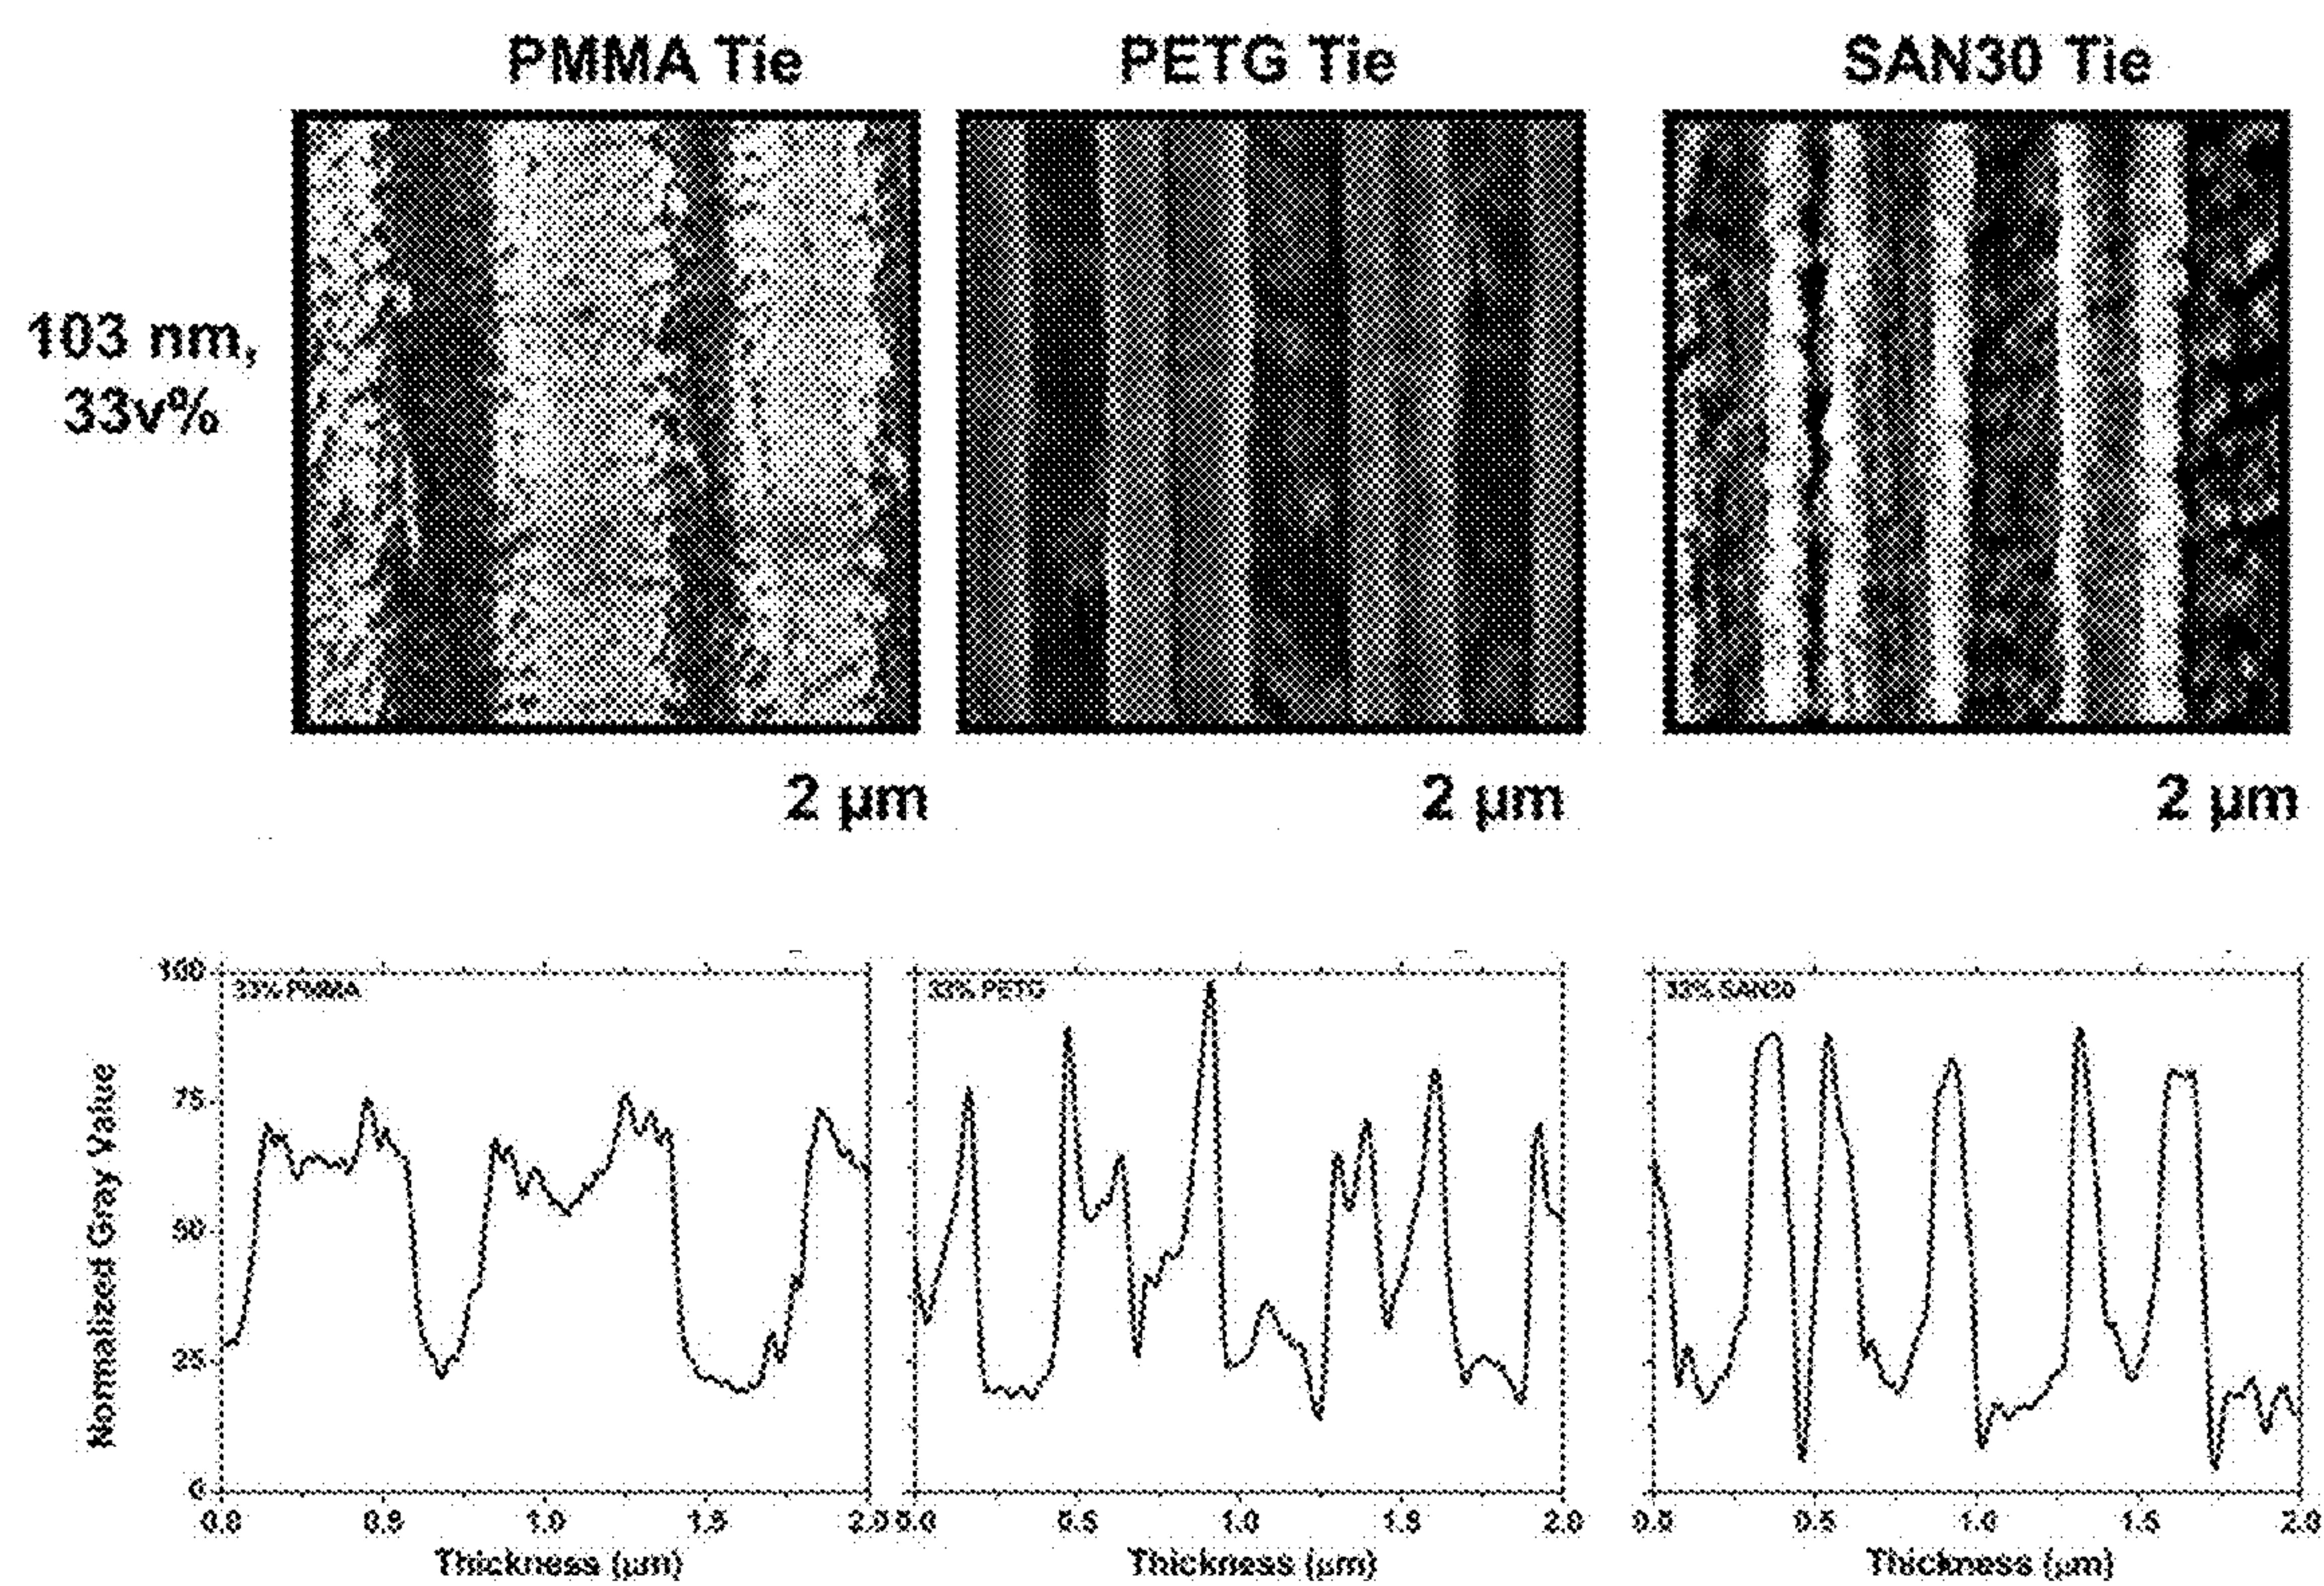 PMMA Tie
PETG Tie
SAN30 Tie
103 nm,
33v%
2 µm
2 µm
2 µm
Normalized Gray Value
100
75
50
25
0
33% PMMA
33% PETG
33% SAN30
0.0 0.5 1.0 1.5 2.0
0.0 0.5 1.0 1.5 2.0
0.0 0.5 1.0 1.5 2.0
Thickness (µm)
Thickness (µm)
Thickness (µm)